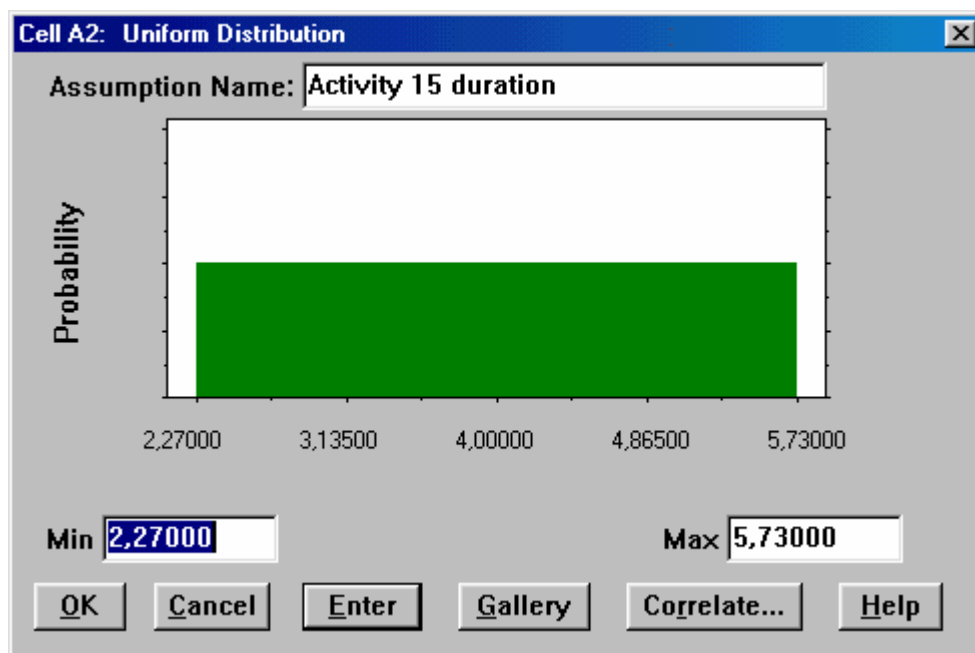 Cell A2: Uniform Distribution
Assumption Name: Activity 15 duration
Probability
2,27000 3,13500 4,00000 4,86500 5,73000
Min 2,27000 Max 5,73000
OK Cancel Enter Gallery Correlate... Help